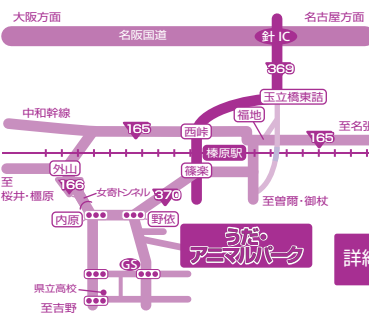 大阪方面
名古屋方面
名阪国道
針IC
369
玉立橋東詰
福地
中和幹線
165
西峠
165
至名張
榛原駅
外山
篠楽
至
桜井・橿原
166
女寄トンネル
370
至曽爾・御杖
内原
野依
うだ・
アニマルパーク
詳細
GS
県立高校
至吉野